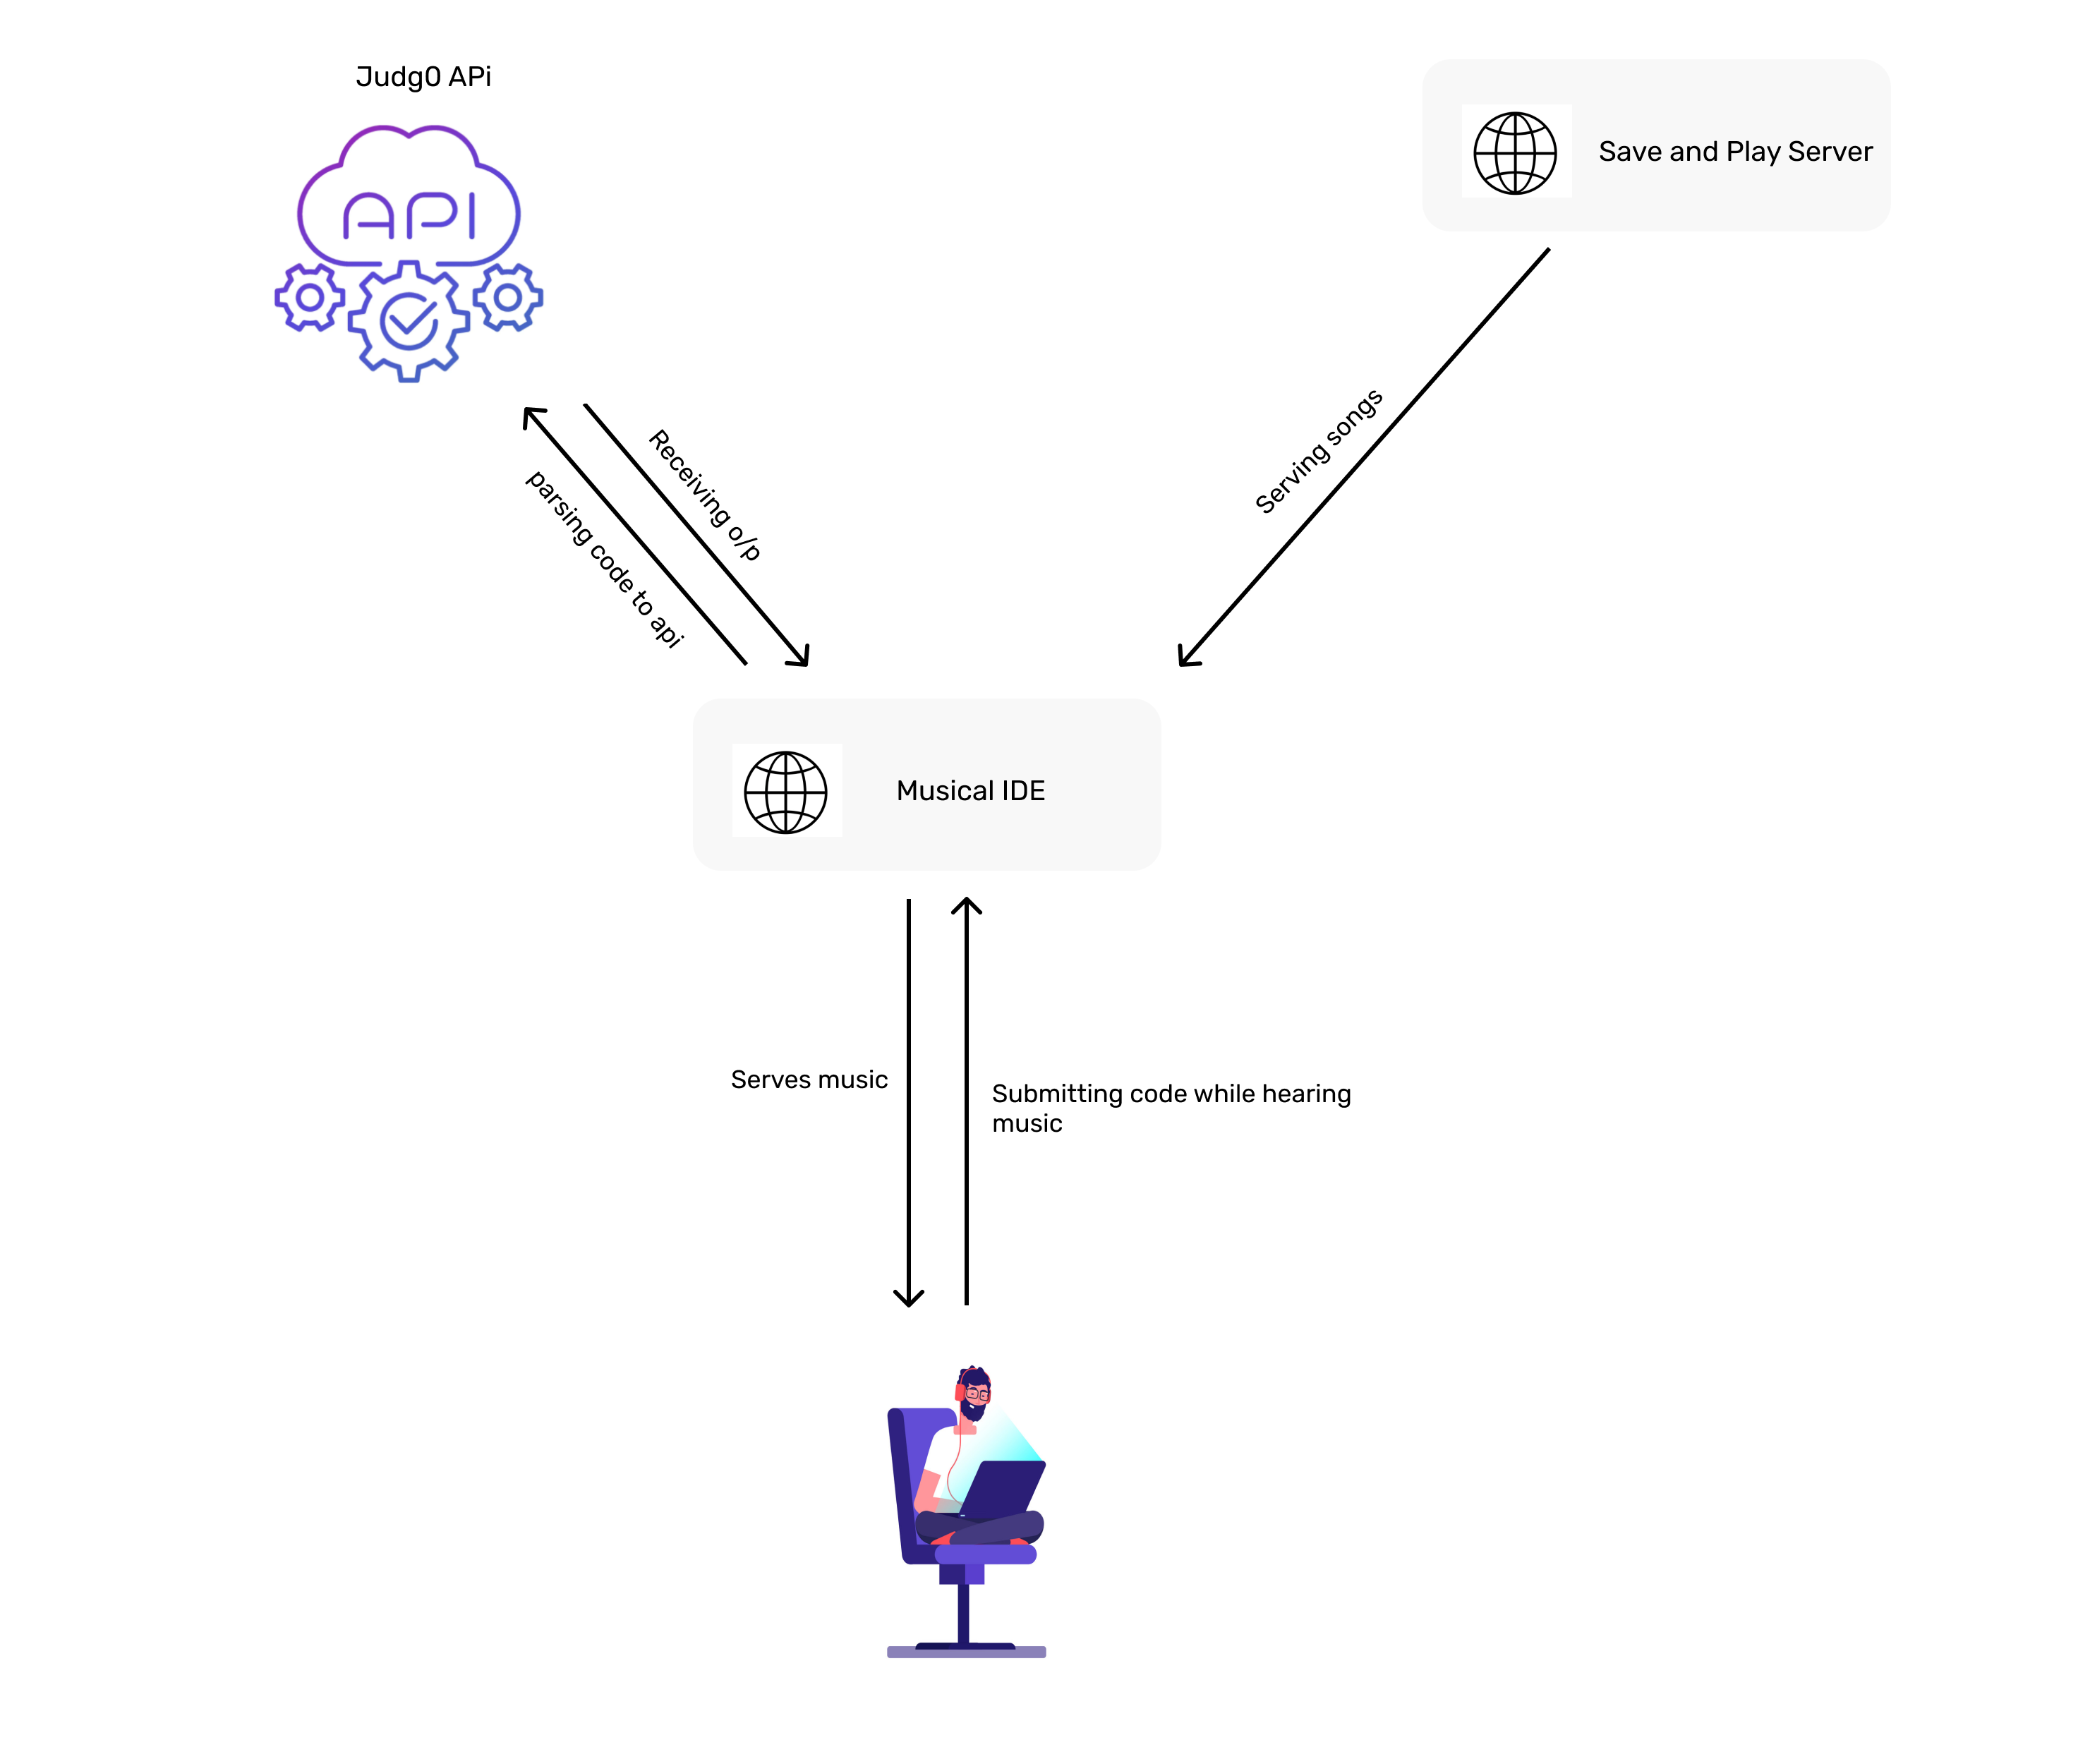 Judg0 APi
API
Save and Play Server
Receiving o/p
parsing code to api
Serving songs
Musical IDE
Serves music
Submitting code while hearing
music